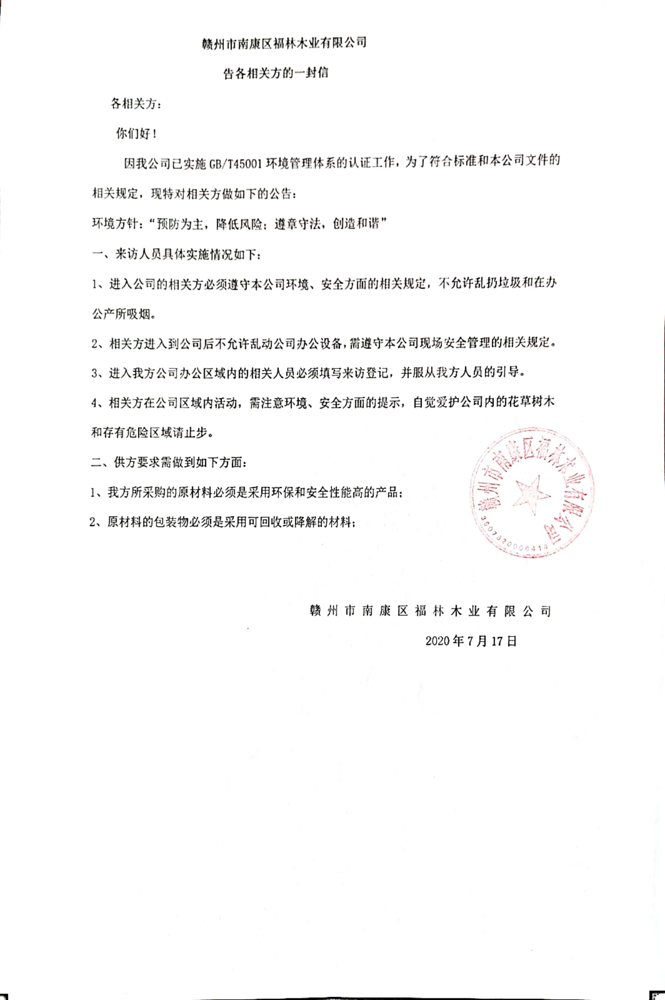 赣州市南康区福林木业有限公司
告各相关方的一封信
各相关方：
你们好！
因我公司已实施 GB/T45001 环境管理体系的认证工作，为了符合标准和本公司文件的
相关规定，现特对相关方做如下的公告：
环境方针：“预防为主，降低风险；遵章守法，创造和谐”
一、来访人员具体实施情况如下：
1、进入公司的相关方必须遵守本公司环境、安全方面的相关规定，不允许乱扔垃圾和在办
公产所吸烟。
2、相关方进入到公司后不允许乱动公司办公设备，需遵守本公司现场安全管理的相关规定。
3、进入我方公司办公区域内的相关人员必须填写来访登记，并服从我方人员的引导。
4、相关方在公司区域内活动，需注意环境、安全方面的提示，自觉爱护公司内的花草树木
和存有危险区域请止步。
二、供方要求需做到如下方面：
1、我方所采购的原材料必须是采用环保和安全性能高的产品；
2、原材料的包装物必须是采用可回收或降解的材料；
赣州市南康区福林木业有限公司
3607820006414
赣州市南康区福林木业有限公司
2020 年 7 月 17 日